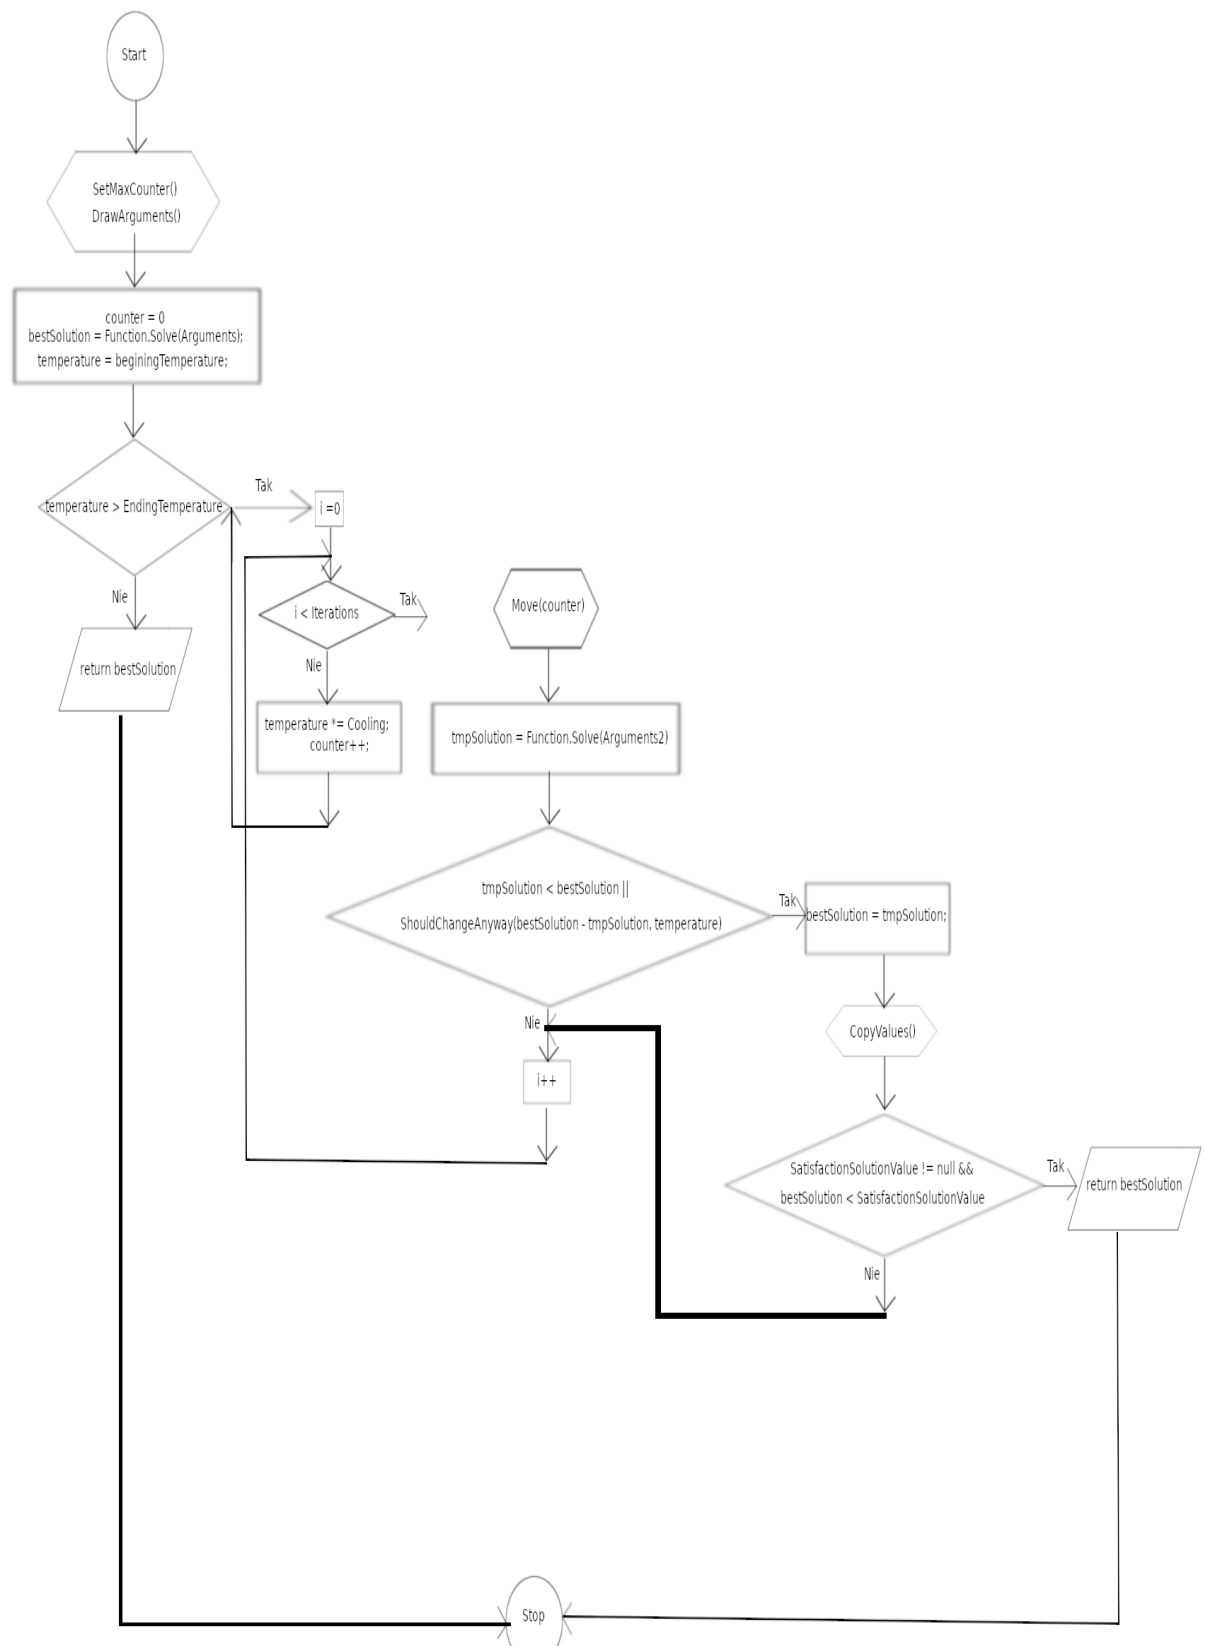 Start
SetMaxCounter()
DrawArguments()
counter = 0
bestSolution = Function.Solve(Arguments);
temperature = beginingTemperature;
temperature > EndingTemperature
Tak
i =0
Nie
return bestSolution
i < Iterations
Tak
Nie
temperature *= Cooling;
counter++;
Move(counter)
tmpSolution = Function.Solve(Arguments2)
tmpSolution < bestSolution ||
ShouldChangeAnyway(bestSolution - tmpSolution, temperature)
Tak
bestSolution = tmpSolution;
Nie
i++
CopyValues()
SatisfactionSolutionValue != null &&
bestSolution < SatisfactionSolutionValue
Tak
return bestSolution
Nie
Stop